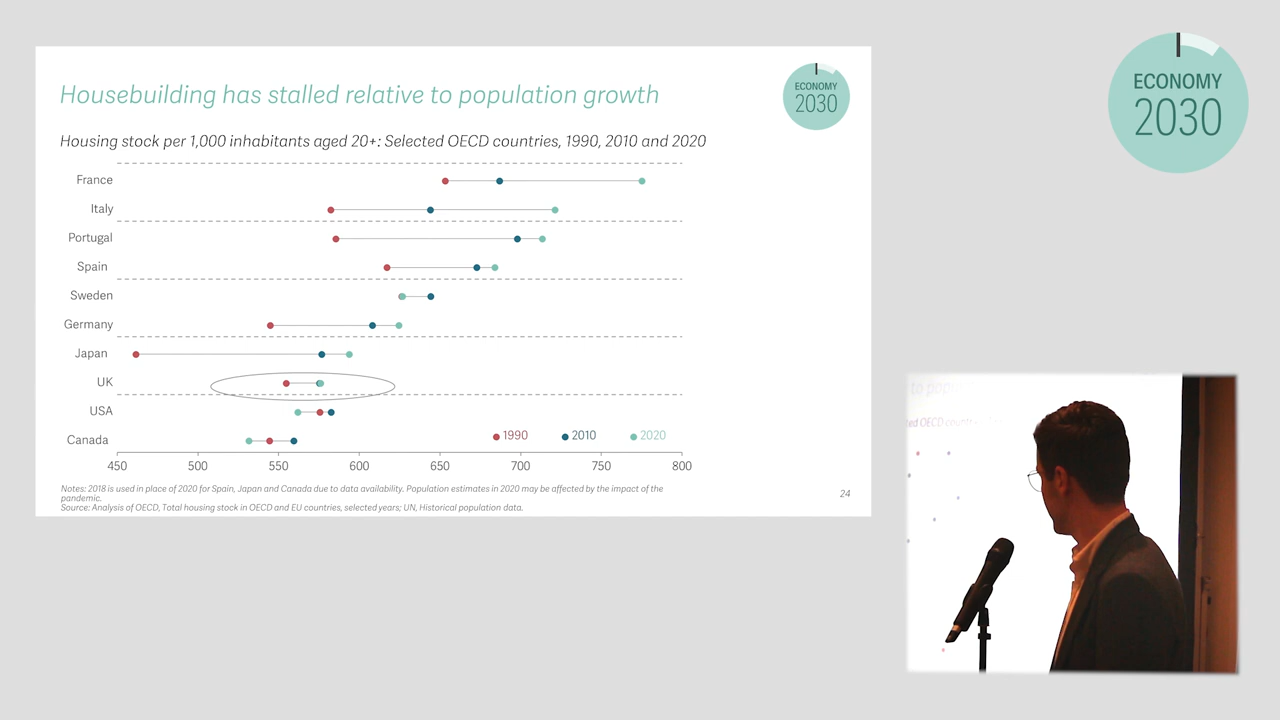 ECONOMY
2030
Housebuilding has stalled relative to population growth
ECONOMY
2030
Housing stock per 1,000 inhabitants aged 20+: Selected OECD countries, 1990, 2010 and 2020
France
Italy
Portugal
Spain
Sweden
Germany
Japan
UK
USA
Canada
1990 2010 2020
450 500 550 600 650 700 750 800
Notes: 2018 is used in place of 2020 for Spain, Japan and Canada due to data availability. Population estimates in 2020 may be affected by the impact of the
pandemic.
Source: Analysis of OECD, Total housing stock in OECD and EU countries, selected years; UN, Historical population data.
24
to popu